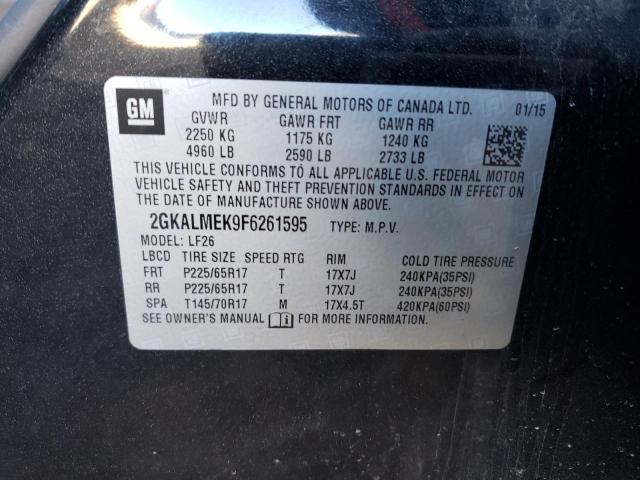 GM MFD BY GENERAL MOTORS OF CANADA LTD. 01/15
GVWR GAWR FRT GAWR RR
2250 KG 1175 KG 1240 KG
4960 LB 2590 LB 2733 LB
THIS VEHICLE CONFORMS TO ALL APPLICABLE U.S. FEDERAL MOTOR
VEHICLE SAFETY AND THEFT PREVENTION STANDARDS IN EFFECT ON
THE DATE OF MANUFACTURE SHOWN ABOVE.
2GKALMEK9F6261595 TYPE: M.P.V.
MODEL: LF26
LBCD TIRE SIZE SPEED RTG RIM COLD TIRE PRESSURE
FRT P225/65R17 T 17X7J 240KPA(35PSI)
RR P225/65R17 T 17X7J 240KPA(35PSI)
SPA T145/70R17 M 17X4.5T 420KPA(60PSI)
SEE OWNER'S MANUAL FOR MORE INFORMATION.